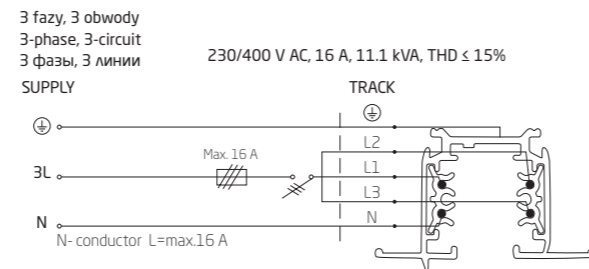 3 fazy, 3 obwody
3-phase, 3-circuit
3 фазы, 3 линии
230/400 V AC, 16 A, 11.1 kVA, THD ≤ 15%
SUPPLY
TRACK
L2
Max. 16 A
3L
L1
L3
N
N
N- conductor L=max.16 A